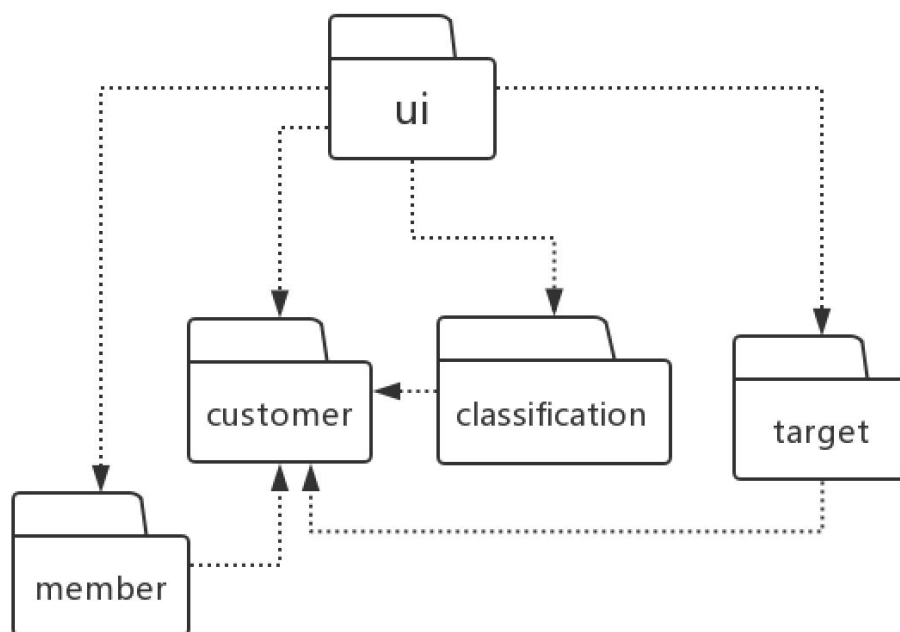 ui
customer
classification
target
member